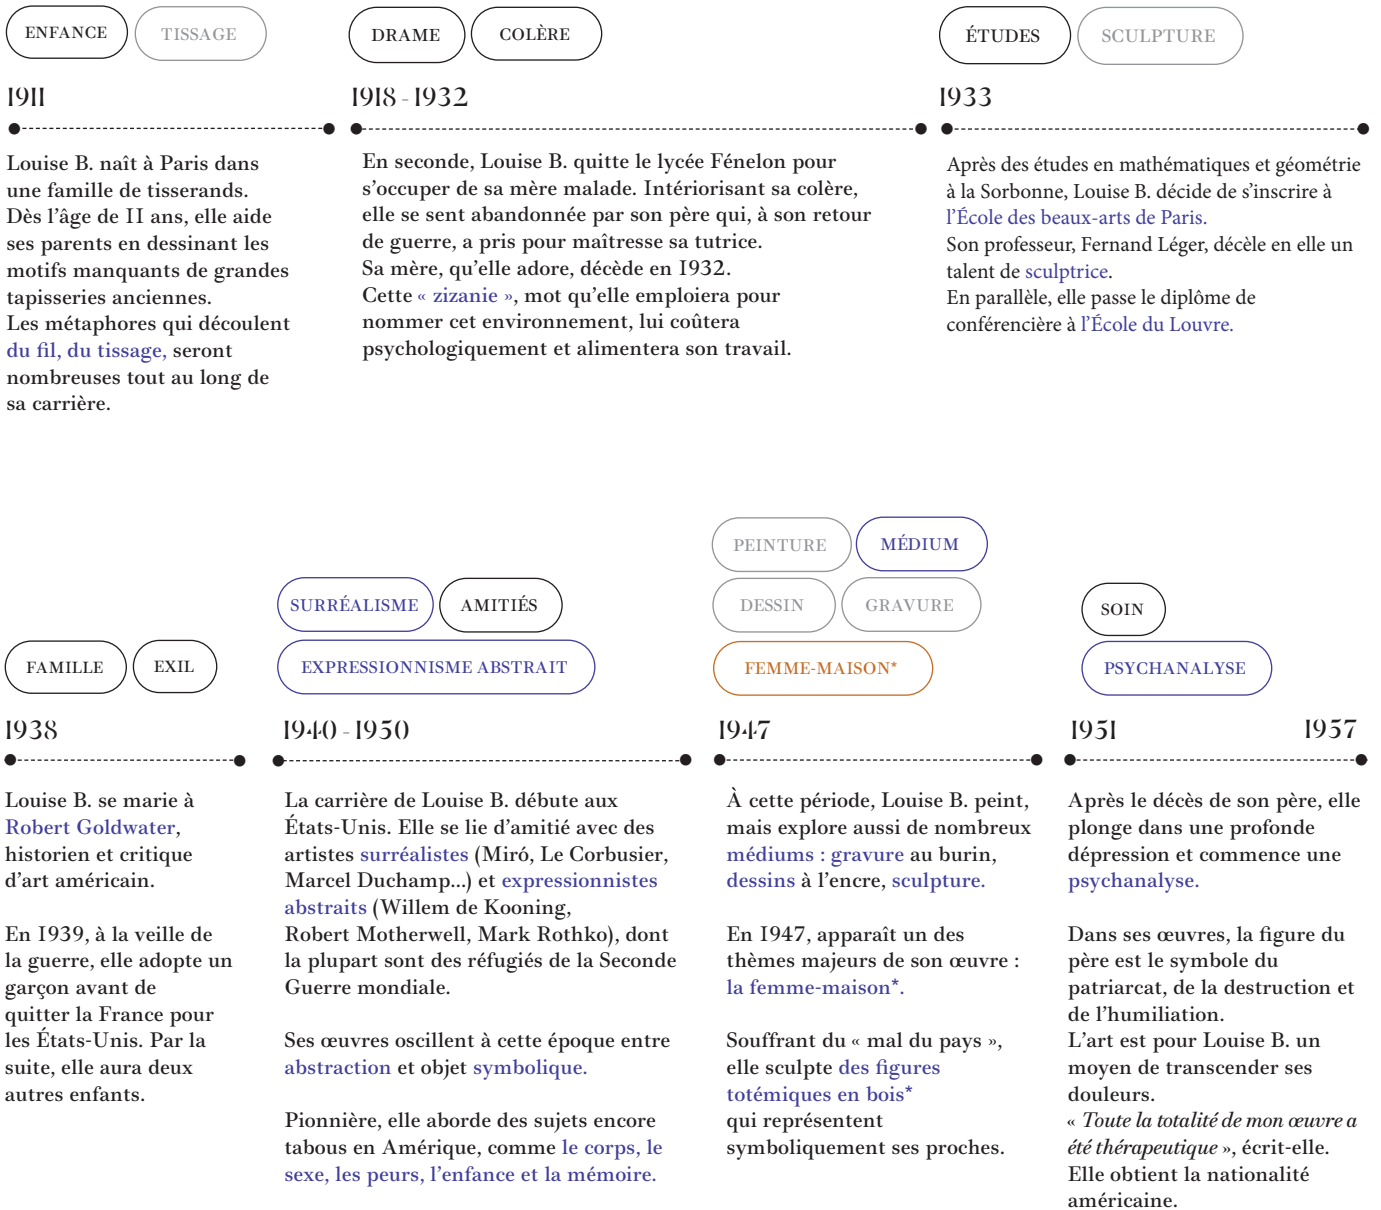 ENFANCE
TISSAGE
1911
Louise B. naît à Paris dans
une famille de tisserands.
Dès l’âge de 11 ans, elle aide
ses parents en dessinant les
motifs manquants de grandes
tapisseries anciennes.
Les métaphores qui découlent
du fil, du tissage, seront
nombreuses tout au long de
sa carrière.
DRAME
COLÈRE
1918 - 1932
En seconde, Louise B. quitte le lycée Fénelon pour
s’occuper de sa mère malade. Intériorisant sa colère,
elle se sent abandonnée par son père qui, à son retour
de guerre, a pris pour maîtresse sa tutrice.
Sa mère, qu’elle adore, décède en 1932.
Cette « zizanie », mot qu’elle emploiera pour
nommer cet environnement, lui coûtera
psychologiquement et alimentera son travail.
ÉTUDES
SCULPTURE
1933
Après des études en mathématiques et géométrie
à la Sorbonne, Louise B. décide de s’inscrire à
l’École des beaux-arts de Paris.
Son professeur, Fernand Léger, décèle en elle un
talent de sculptrice.
En parallèle, elle passe le diplôme de
conférencière à l’École du Louvre.
FAMILLE
EXIL
1938
Louise B. se marie à
Robert Goldwater,
historien et critique
d’art américain.
En 1939, à la veille de
la guerre, elle adopte un
garçon avant de
quitter la France pour
les États-Unis. Par la
suite, elle aura deux
autres enfants.
SURRÉALISME
AMITIÉS
EXPRESSIONNISME ABSTRAIT
1940 - 1950
La carrière de Louise B. débute aux
États-Unis. Elle se lie d’amitié avec des
artistes surréalistes (Miró, Le Corbusier,
Marcel Duchamp...) et expressionnistes
abstraits (Willem de Kooning,
Robert Motherwell, Mark Rothko), dont
la plupart sont des réfugiés de la Seconde
Guerre mondiale.
Ses œuvres oscillent à cette époque entre
abstraction et objet symbolique.
Pionnière, elle aborde des sujets encore
tabous en Amérique, comme le corps, le
sexe, les peurs, l’enfance et la mémoire.
PEINTURE
MÉDIUM
DESSIN
GRAVURE
FEMME-MAISON*
1947
À cette période, Louise B. peint,
mais explore aussi de nombreux
médiums : gravure au burin,
dessins à l’encre, sculpture.
En 1947, apparaît un des
thèmes majeurs de son œuvre :
la femme-maison*.
Souffrant du « mal du pays »,
elle sculpte des figures
totémiques en bois*
qui représentent
symboliquement ses proches.
SOIN
PSYCHANALYSE
1951 1957
Après le décès de son père, elle
plonge dans une profonde
dépression et commence une
psychanalyse.
Dans ses œuvres, la figure du
père est le symbole du
patriarcat, de la destruction et
de l’humiliation.
L’art est pour Louise B. un
moyen de transcender ses
douleurs.
« Toute la totalité de mon œuvre a
été thérapeutique », écrit-elle.
Elle obtient la nationalité
américaine.